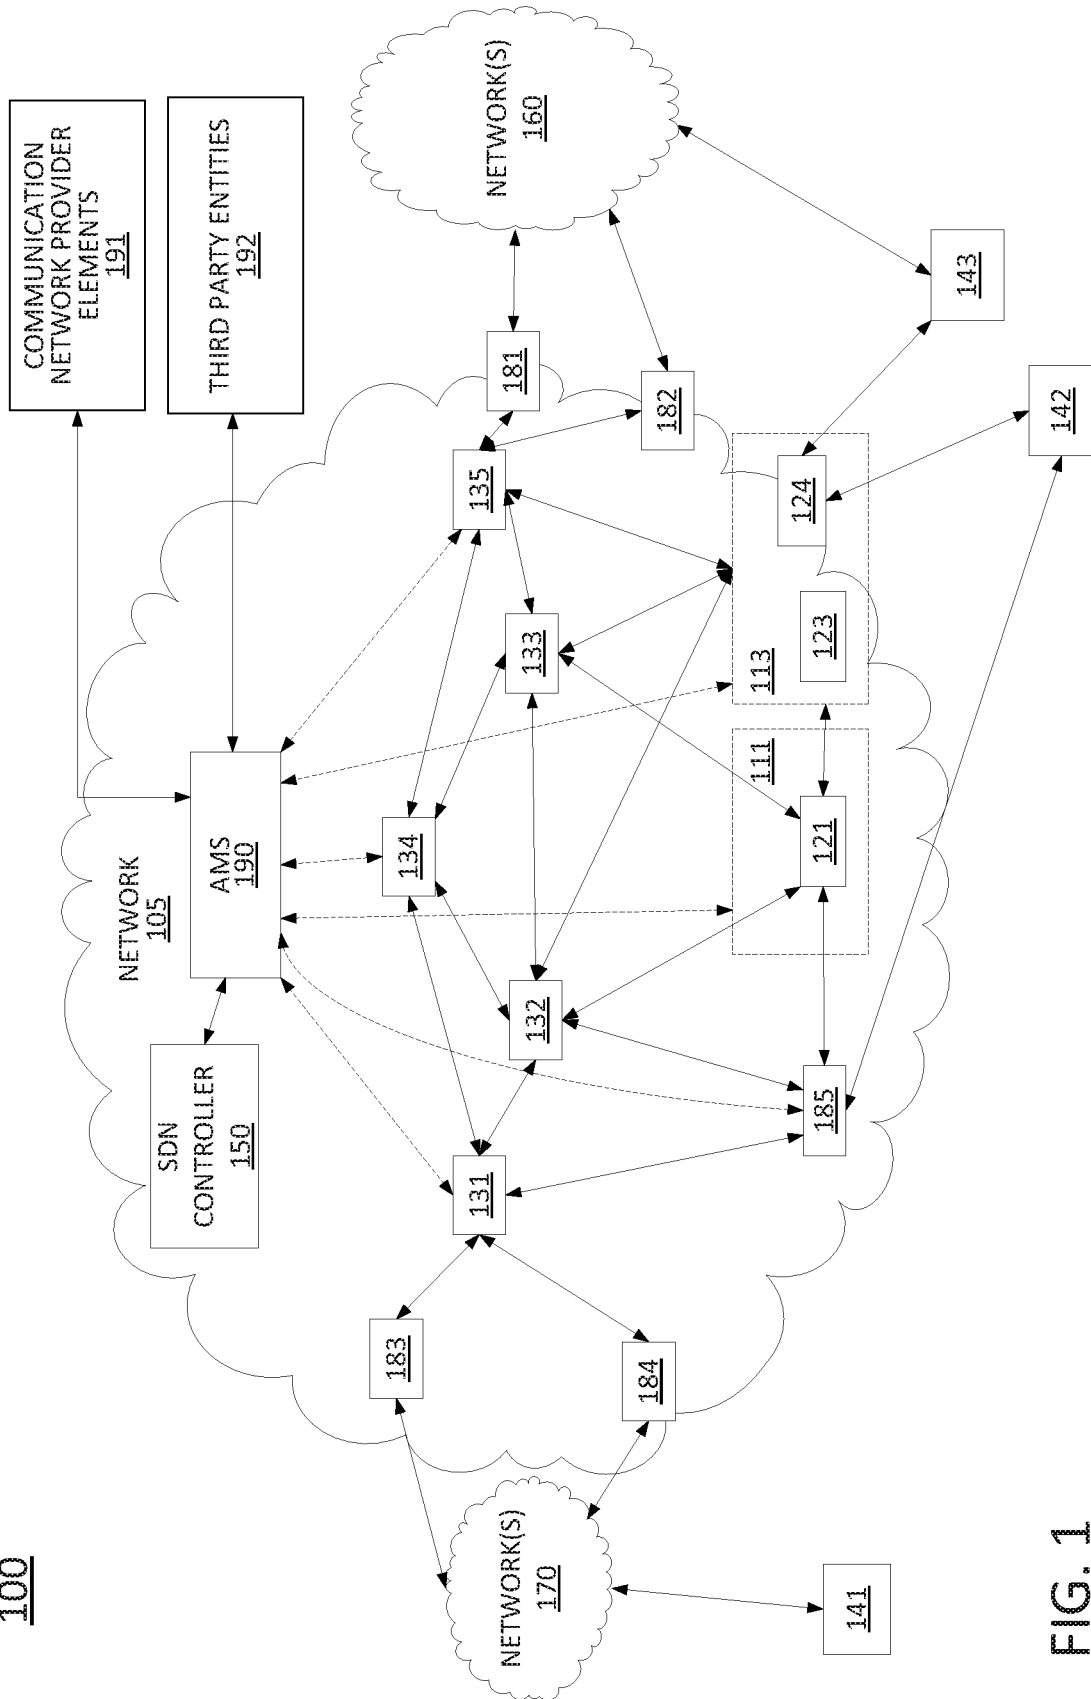 100
COMMUNICATION
NETWORK PROVIDER
ELEMENTS
191
THIRD PARTY ENTITIES
192
NETWORK
105
SDN
CONTROLLER
150
AMS
190
NETWORK(S)
160
NETWORK(S)
170
183
184
131
134
132
133
135
181
182
185
111
121
113
123
124
141
142
143
FIG. 1